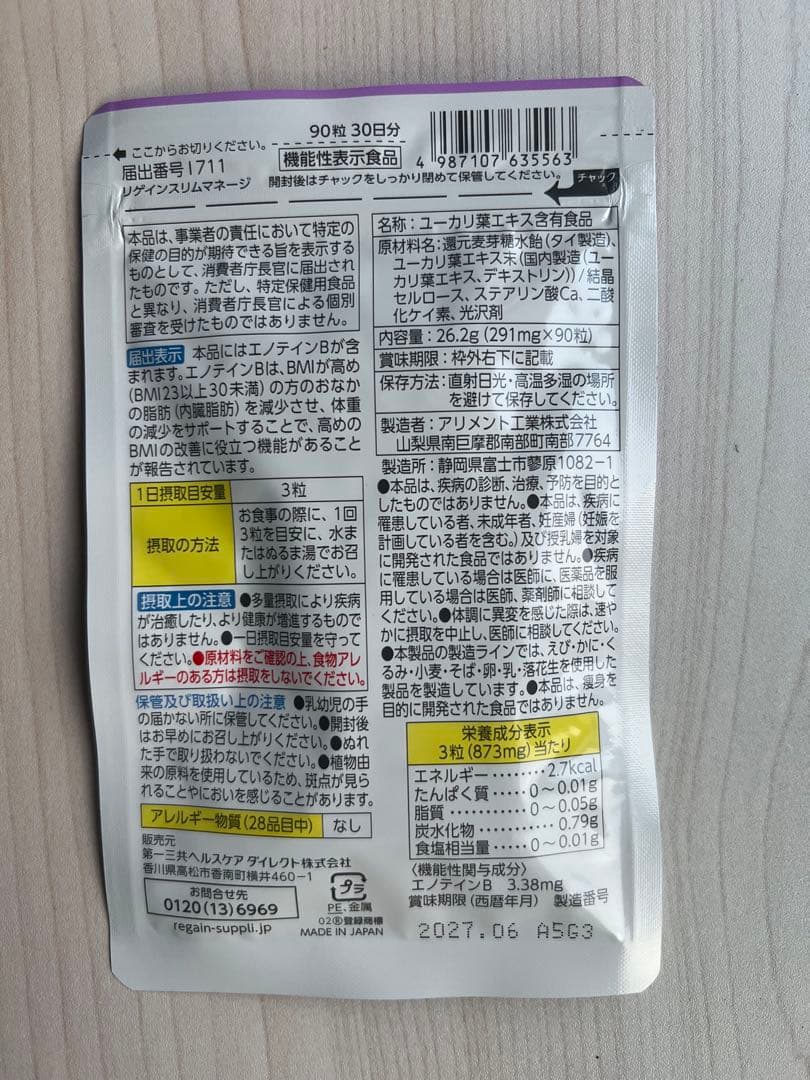 90粒 30日分
ここからお切りください。
届出番号I711
機能性表示食品
4 987107 635563
リゲインスリムマネージ
開封後はチャックをしっかり閉めて保管してください。
チャック
本品は、事業者の責任において特定の
保健の目的が期待できる旨を表示する
ものとして、消費者庁長官に届出され
たものです。ただし、特定保健用食品
と異なり、消費者庁長官による個別
審査を受けたものではありません。
届出表示 本品にはエノテインBが含
まれます。エノテインBは、BMIが高め
(BMI23以上30未満)の方のおなか
の脂肪(内臓脂肪)を減少させ、体重
の減少をサポートすることで、高めの
BMIの改善に役立つ機能があること
が報告されています。
1日摂取目安量 3粒
摂取の方法
お食事の際に、1回
3粒を目安に、水ま
たはぬるま湯でお召
し上がりください。
摂取上の注意 ●多量摂取により疾病
が治癒したり、より健康が増進するもので
はありません。●一日摂取目安量を守って
ください。●原材料をご確認の上、食物アレ
ルギーのある方は摂取をしないでください。
保管及び取扱い上の注意 ●乳幼児の手
の届かない所に保管してください。●開封後
はお早めにお召し上がりください。●ぬれ
た手で取り扱わないでください。●植物由
来の原料を使用しているため、斑点が見ら
れることやにおいを感じることがあります。
アレルギー物質(28品目中) なし
販売元
第一三共ヘルスケア ダイレクト株式会社
香川県高松市香南町横井460-1
お問合せ先
0120(13)6969
regain-suppli.jp
プラ
PE、金属
02®登録商標
MADE IN JAPAN
名称:ユーカリ葉エキス含有食品
原材料名:還元麦芽糖水飴(タイ製造)、
ユーカリ葉エキス末(国内製造(ユー
カリ葉エキス、デキストリン))/結晶
セルロース、ステアリン酸Ca、二酸
化ケイ素、光沢剤
内容量:26.2g(291mg×90粒)
賞味期限:枠外右下に記載
保存方法:直射日光・高温多湿の場所
を避けて保存してください。
製造者:アリメント工業株式会社
山梨県南巨摩郡南部町南部7764
製造所:静岡県富士市蓼原1082-1
●本品は、疾病の診断、治療、予防を目的と
したものではありません。●本品は、疾病に
罹患している者、未成年者、妊産婦(妊娠を
計画している者を含む。)及び授乳婦を対象
に開発された食品ではありません。●疾病
に罹患している場合は医師に、医薬品を服
用している場合は医師、薬剤師に相談して
ください。●体調に異変を感じた際は、速や
かに摂取を中止し、医師に相談してください。
●本製品の製造ラインでは、えび・かに・く
るみ・小麦・そば・卵・乳・落花生を使用した
製品を製造しています。●本品は、痩身を
目的に開発された食品ではありません。
栄養成分表示
3粒(873mg)当たり
エネルギー‥‥‥‥2.7kcal
たんぱく質‥‥‥0～0.01g
脂質‥‥‥‥‥‥0～0.05g
炭水化物‥‥‥‥‥‥0.79g
食塩相当量‥‥‥0～0.01g
〈機能性関与成分〉
エノテインB 3.38mg
賞味期限(西暦年月) 製造番号
2027.06 A5G3